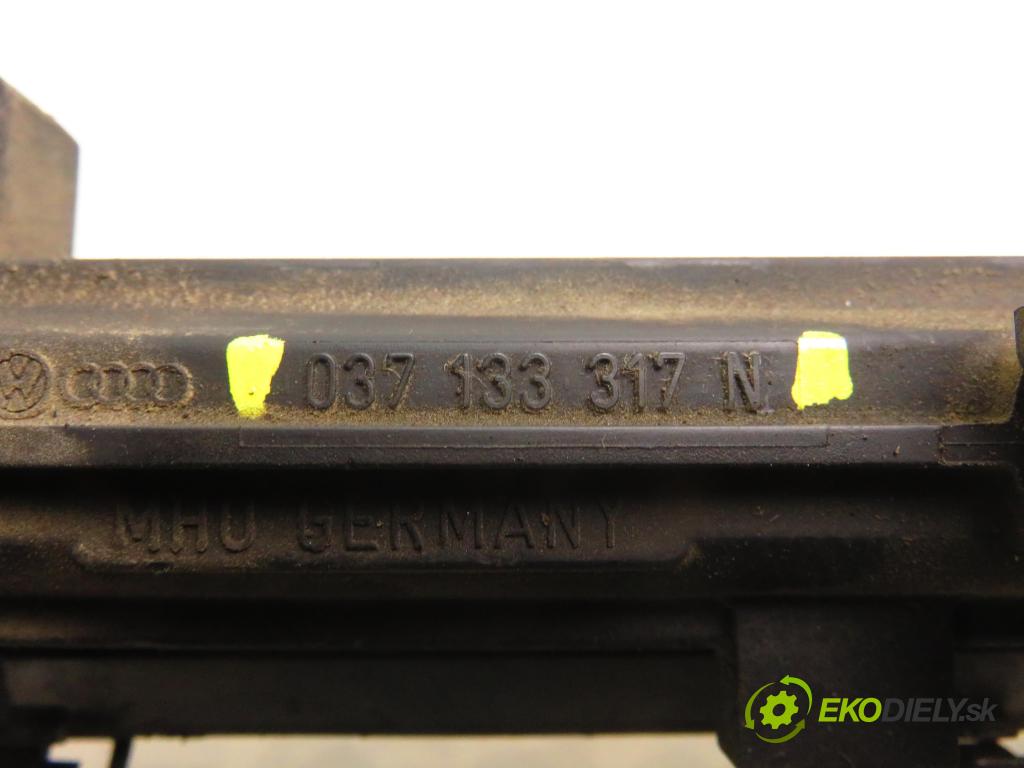 037 133 317 N
MHU GERMANY
EKODIELY.sk